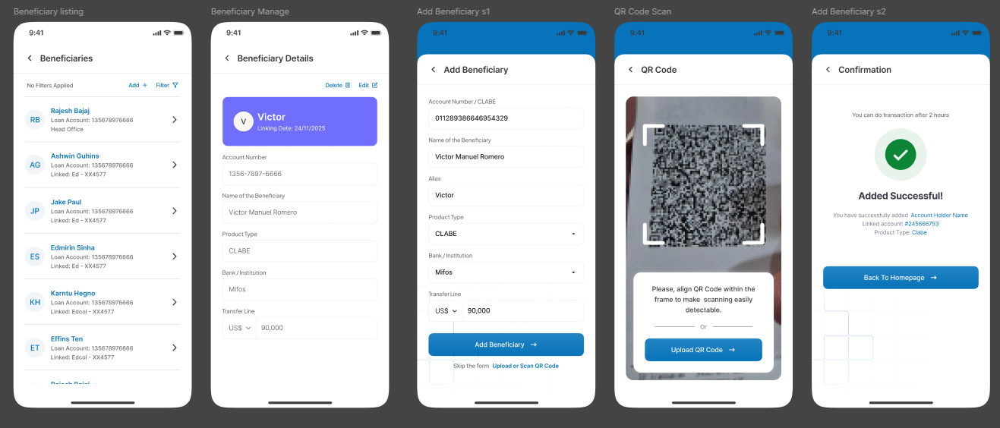 Beneficiary listing
9:41
Beneficiaries
No Filters Applied
Add +
Filter
RB
Rajesh Bajaj
Loan Account: 135678976666
Head Office
AG
Ashwin Guhins
Loan Account: 135678976666
Linked: Ed - XX4577
JP
Jake Paul
Loan Account: 135678976666
Linked: Ed - XX4577
ES
Edmirin Sinha
Loan Account: 135678976666
Linked: Ed - XX4577
KH
Karntu Hegno
Loan Account: 135678976666
Linked: Edcol - XX4577
ET
Effins Ten
Loan Account: 135678976666
Linked: Edcol - XX4577
Rajesh Bajaj
Beneficiary Manage
9:41
Beneficiary Details
Delete
Edit
V
Victor
Linking Date: 24/11/2025
Account Number
1356-7897-6666
Name of the Beneficiary
Victor Manuel Romero
Product Type
CLABE
Bank / Institution
Mifos
Transfer Line
US$
90,000
Add Beneficiary s1
9:41
Add Beneficiary
Account Number / CLABE
011289386646954329
Name of the Beneficiary
Victor Manuel Romero
Alias
Victor
Product Type
CLABE
Bank / Institution
Mifos
Transfer Line
US$
90,000
Add Beneficiary →
Skip the form Upload or Scan QR Code
QR Code Scan
9:41
QR Code
Please, align QR Code within the
frame to make scanning easily
detectable.
Or
Upload QR Code →
Add Beneficiary s2
9:41
Confirmation
You can do transaction after 2 hours
Added Successful!
You have successfully added Account Holder Name
Linked account: #245666753
Product Type: Clabe
Back To Homepage →